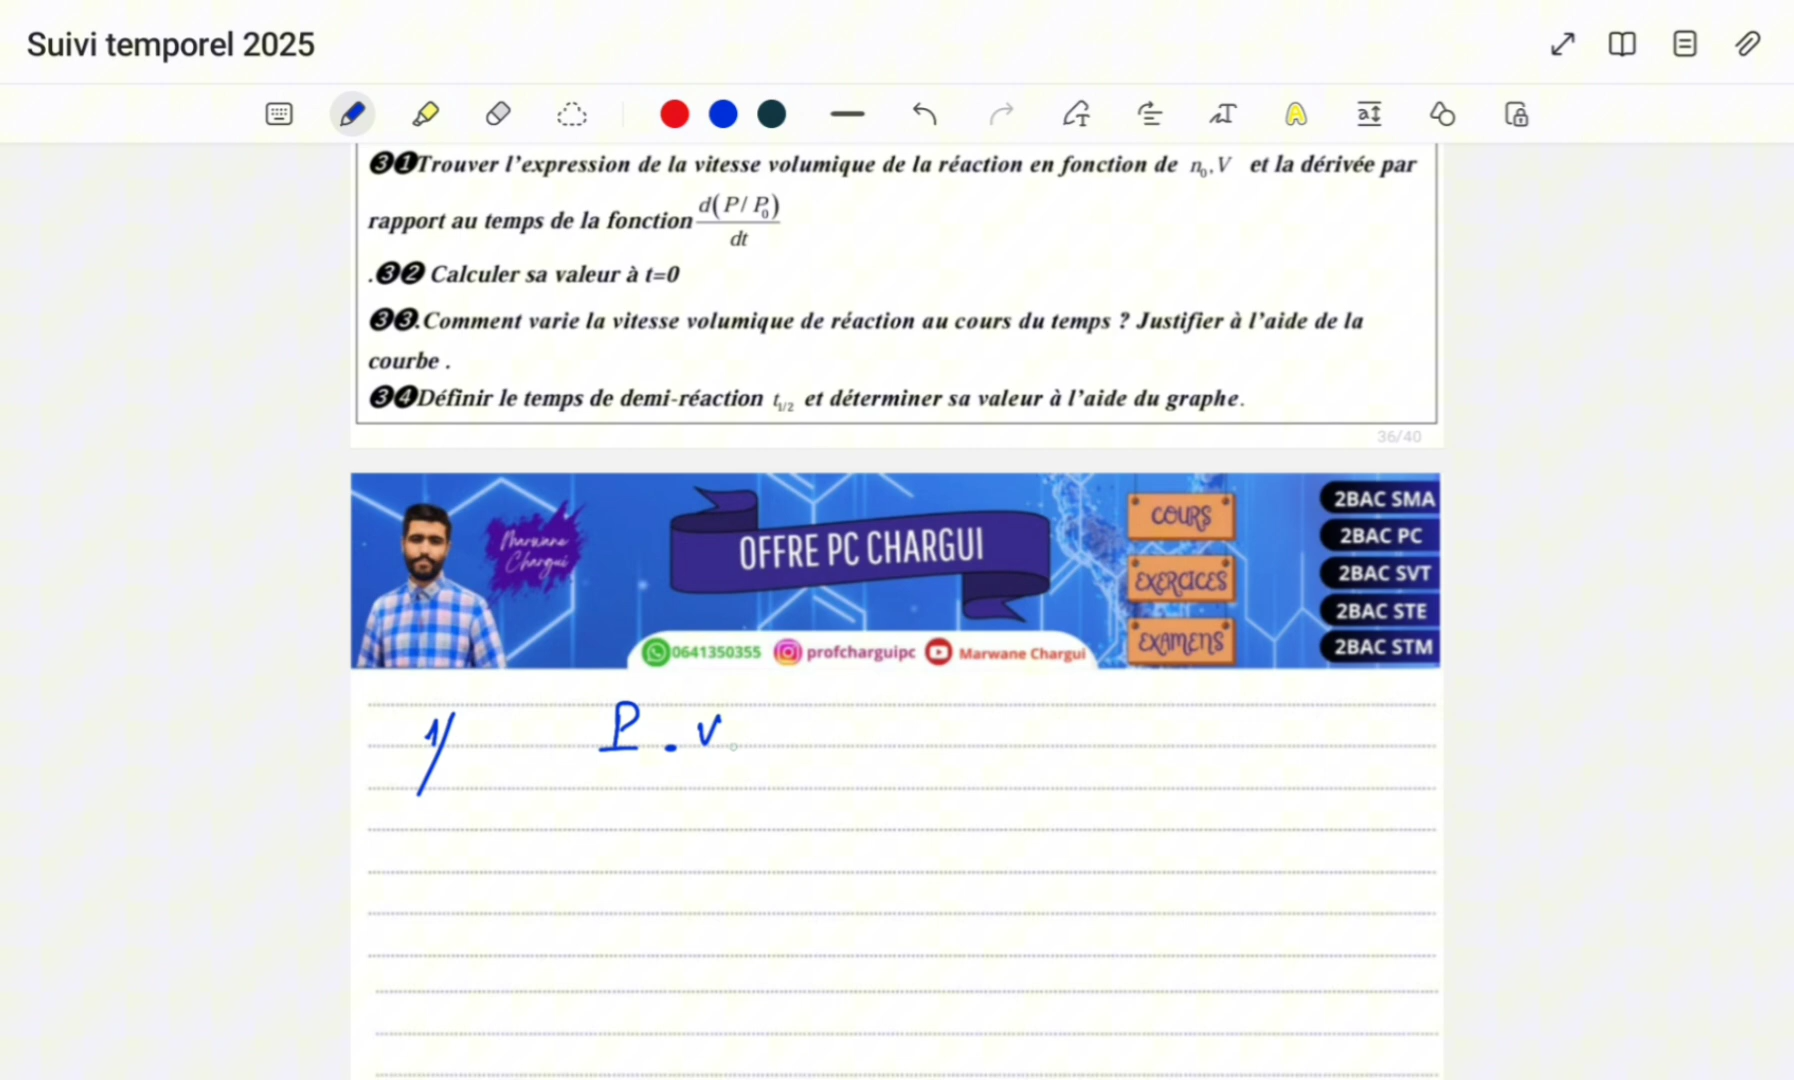 Suivi temporel 2025
❸❶Trouver l'expression de la vitesse volumique de la réaction en fonction de n₀, V et la dérivée par
rapport au temps de la fonction d(P/P₀)/dt
.❸❷ Calculer sa valeur à t=0
❸❸.Comment varie la vitesse volumique de réaction au cours du temps ? Justifier à l'aide de la
courbe .
❸❹Définir le temps de demi-réaction t₁/₂ et déterminer sa valeur à l'aide du graphe.
36/40
Marwane
Chargui
OFFRE PC CHARGUI
COURS
EXERCICES
EXAMENS
2BAC SMA
2BAC PC
2BAC SVT
2BAC STE
2BAC STM
0641350355 profcharguipc Marwane Chargui
1/ P . V